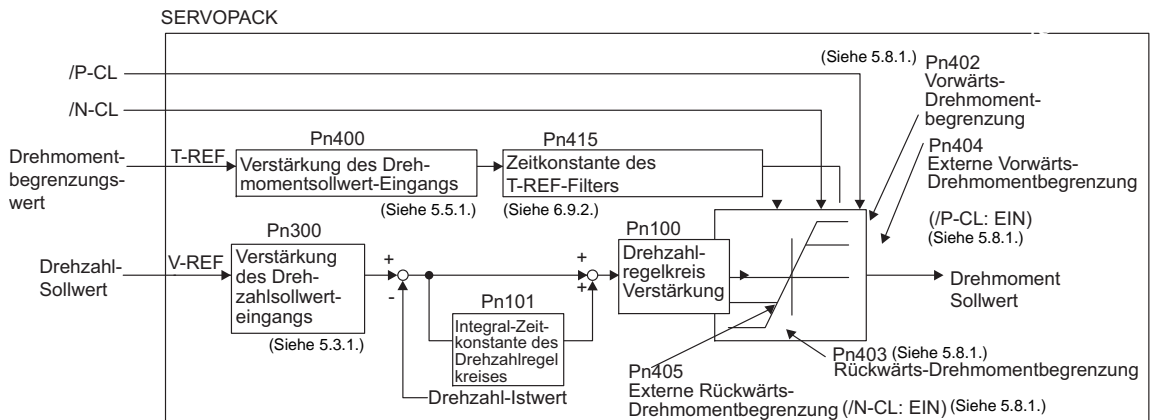 SERVOPACK
/P-CL
(Siehe 5.8.1.)
Pn402
Vorwärts-
Drehmoment-
begrenzung
/N-CL
Drehmoment-
begrenzungs-
wert
T-REF
Pn400
Verstärkung des Dreh-
momentsollwert-Eingangs
(Siehe 5.5.1.)
Pn415
Zeitkonstante des
T-REF-Filters
(Siehe 6.9.2.)
Pn404
Externe Vorwärts-
Drehmomentbegrenzung
(/P-CL: EIN)
(Siehe 5.8.1.)
Drehzahl-
Sollwert
V-REF
Pn300
Verstärkung
des Dreh-
zahlsollwert-
eingangs
(Siehe 5.3.1.)
+
-
Pn101
Integral-Zeit-
konstante des
Drehzahlregel
kreises
Drehzahl-Istwert
+
+
Pn100
Drehzahl-
regelkreis
Verstärkung
Drehmoment
Sollwert
Pn403 (Siehe 5.8.1.)
Rückwärts-Drehmomentbegrenzung
Pn405
Externe Rückwärts-
Drehmomentbegrenzung (/N-CL: EIN) (Siehe 5.8.1.)